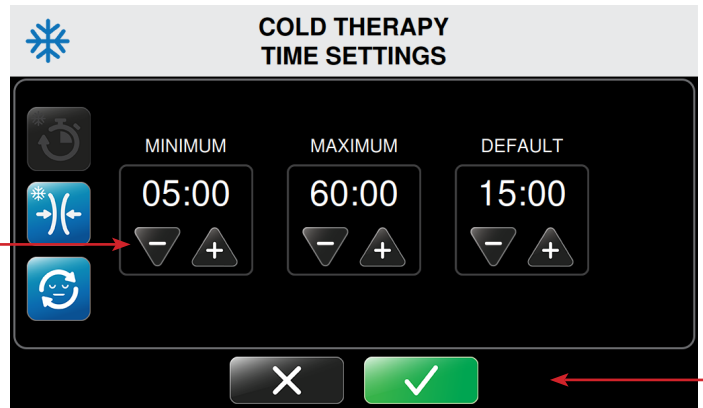 COLD THERAPY
TIME SETTINGS
MINIMUM MAXIMUM DEFAULT
05:00 60:00 15:00